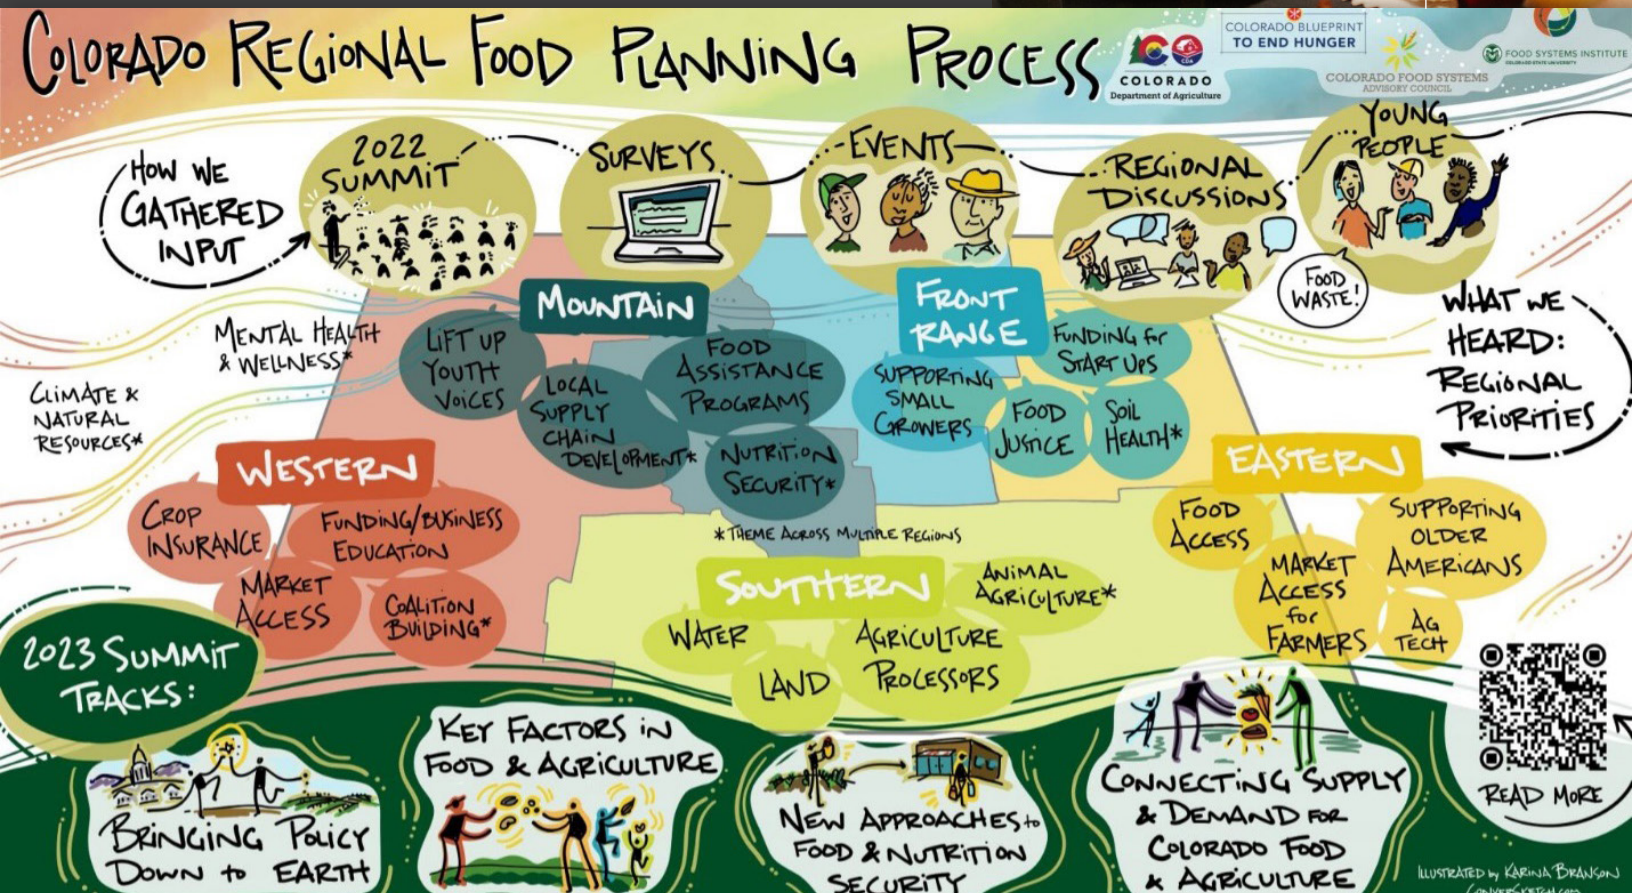 COLORADO REGIONAL FOOD PLANNING PROCESS
COLORADO
Department of Agriculture
CDA
COLORADO BLUEPRINT
TO END HUNGER
COLORADO FOOD SYSTEMS
ADVISORY COUNCIL
FOOD SYSTEMS INSTITUTE
COLORADO STATE UNIVERSITY
HOW WE
GATHERED
INPUT
2022
SUMMIT
SURVEYS
EVENTS
REGIONAL
DISCUSSIONS
YOUNG
PEOPLE
FOOD
WASTE!
WHAT WE
HEARD:
REGIONAL
PRIORITIES
MENTAL HEALTH
& WELLNESS*
CLIMATE &
NATURAL
RESOURCES*
MOUNTAIN
LIFT UP
YOUTH
VOICES
LOCAL
SUPPLY
CHAIN
DEVELOPMENT*
FOOD
ASSISTANCE
PROGRAMS
NUTRITION
SECURITY*
FRONT
RANGE
SUPPORTING
SMALL
GROWERS
FUNDING for
START UPS
FOOD
JUSTICE
SOIL
HEALTH*
WESTERN
CROP
INSURANCE
FUNDING/BUSINESS
EDUCATION
MARKET
ACCESS
COALITION
BUILDING*
*THEME ACROSS MULTIPLE REGIONS
SOUTHERN
ANIMAL
AGRICULTURE*
WATER
LAND
AGRICULTURE
PROCESSORS
EASTERN
FOOD
ACCESS
SUPPORTING
OLDER
AMERICANS
MARKET
ACCESS
for
FARMERS
AG
TECH
2023 SUMMIT
TRACKS:
BRINGING POLICY
DOWN to EARTH
KEY FACTORS in
FOOD & AGRICULTURE
NEW APPROACHES to
FOOD & NUTRITION
SECURITY
CONNECTING SUPPLY
& DEMAND FOR
COLORADO FOOD
& AGRICULTURE
READ MORE
ILLUSTRATED by KARINA BRANSON
CONVERSKETCH.com